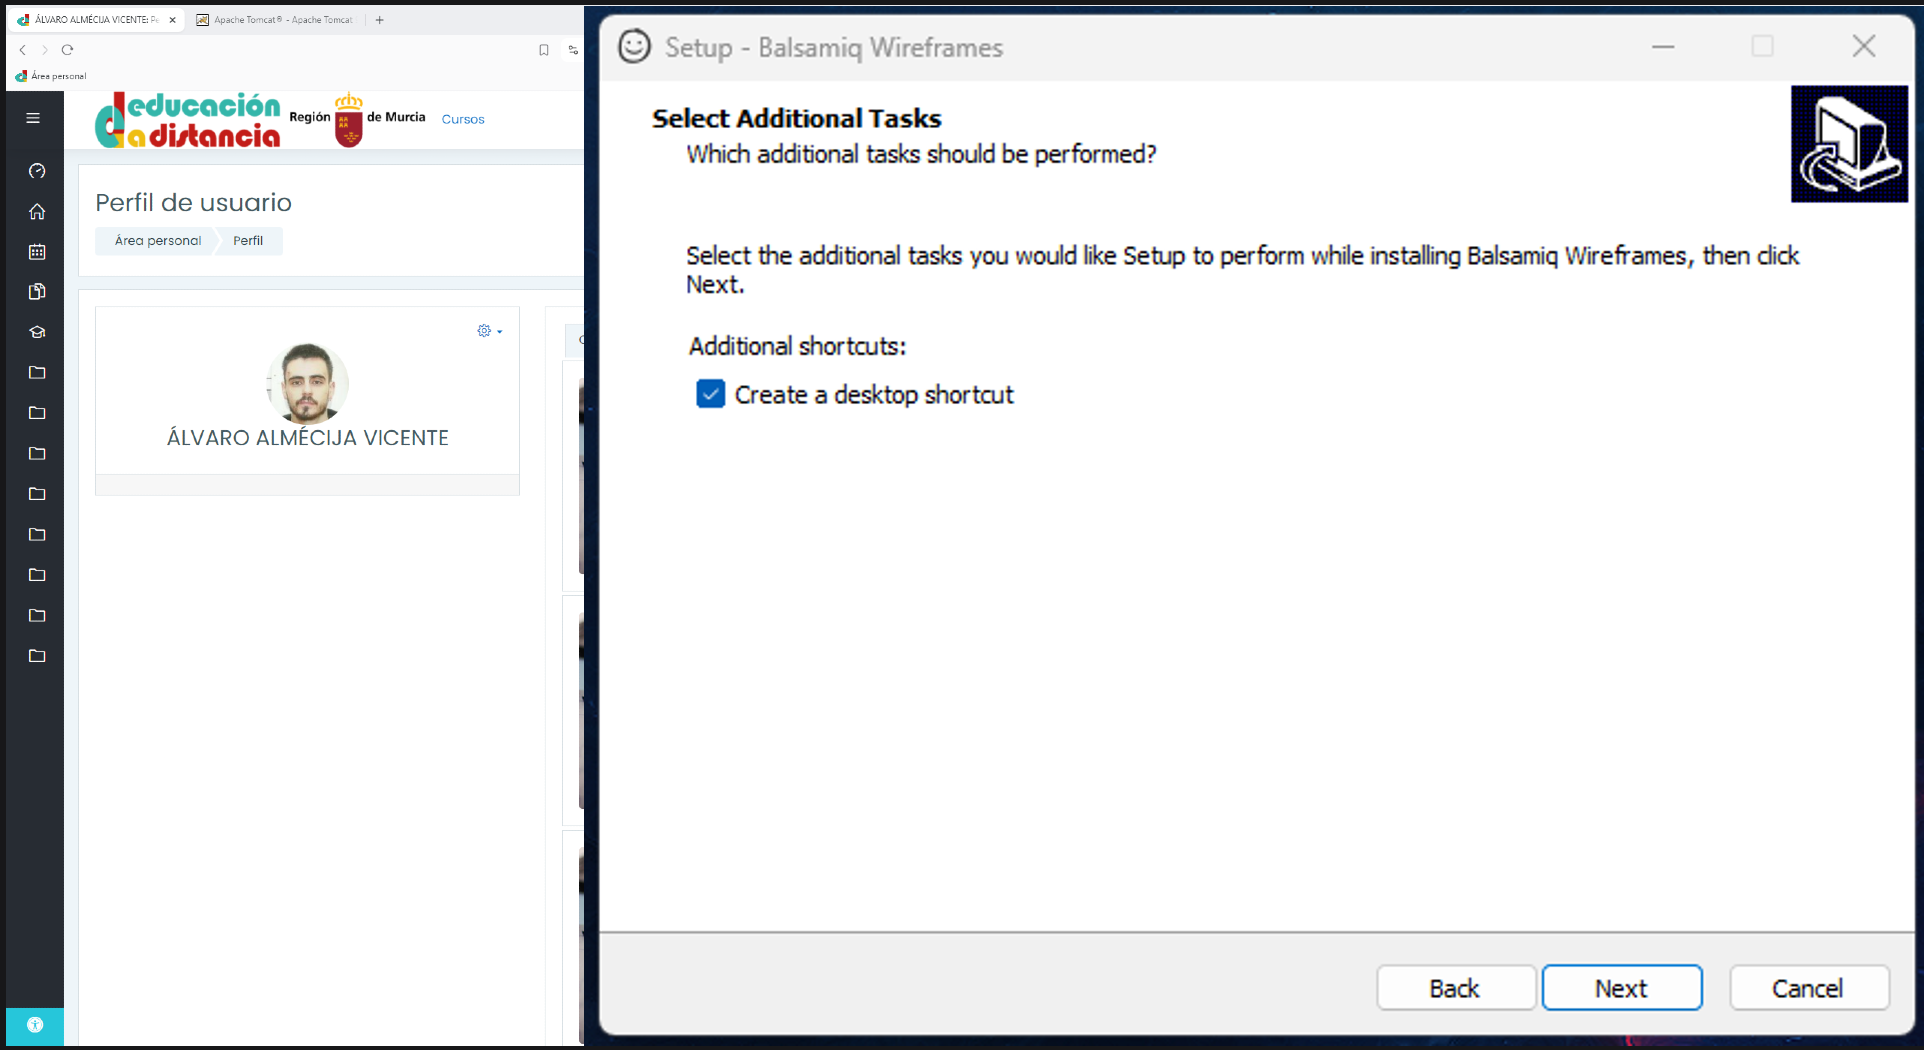 ÁLVARO ALMÉCIJA VICENTE: Pe
Apache Tomcat® - Apache Tomcat
Área personal
educación
a distancia
Región de Murcia
Cursos
Perfil de usuario
Área personal
Perfil
ÁLVARO ALMÉCIJA VICENTE
Setup - Balsamiq Wireframes
Select Additional Tasks
Which additional tasks should be performed?
Select the additional tasks you would like Setup to perform while installing Balsamiq Wireframes, then click
Next.
Additional shortcuts:
Create a desktop shortcut
Back
Next
Cancel